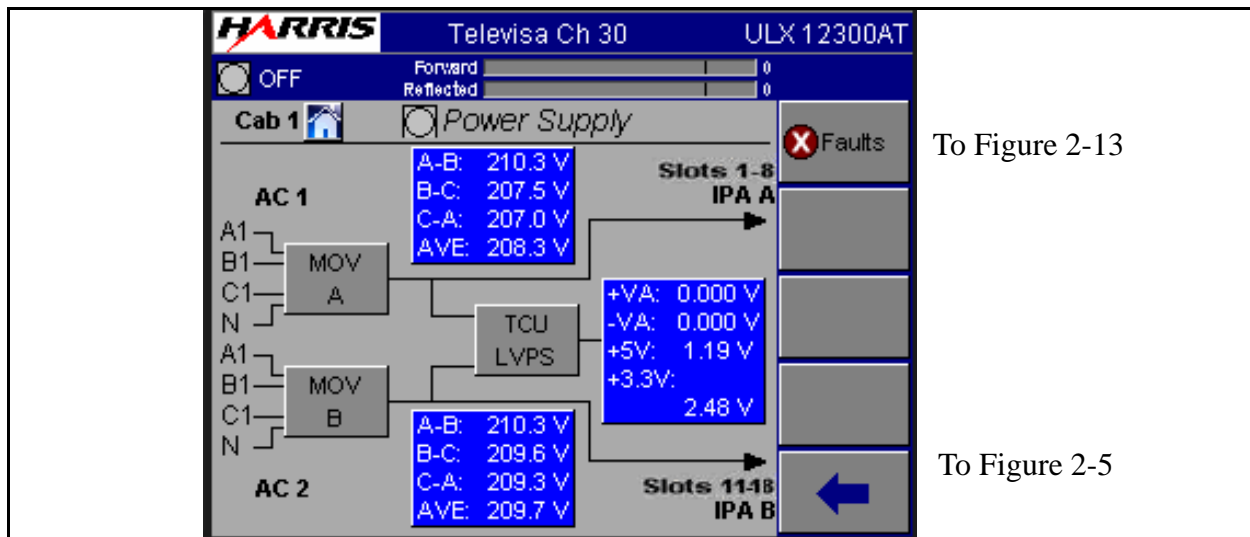 HARRIS
Televisa Ch 30
ULX 12300AT
OFF
Forward 0
Reflected 0
Cab 1
Power Supply
Faults
To Figure 2-13
A-B: 210.3 V
B-C: 207.5 V
C-A: 207.0 V
AVE: 208.3 V
Slots 1-8
IPA A
AC 1
A1
B1
C1
N
MOV
A
TCU
LVPS
+VA: 0.000 V
-VA: 0.000 V
+5V: 1.19 V
+3.3V:
2.48 V
A1
B1
C1
N
MOV
B
A-B: 210.3 V
B-C: 209.6 V
C-A: 209.3 V
AVE: 209.7 V
AC 2
Slots 11-18
IPA B
To Figure 2-5